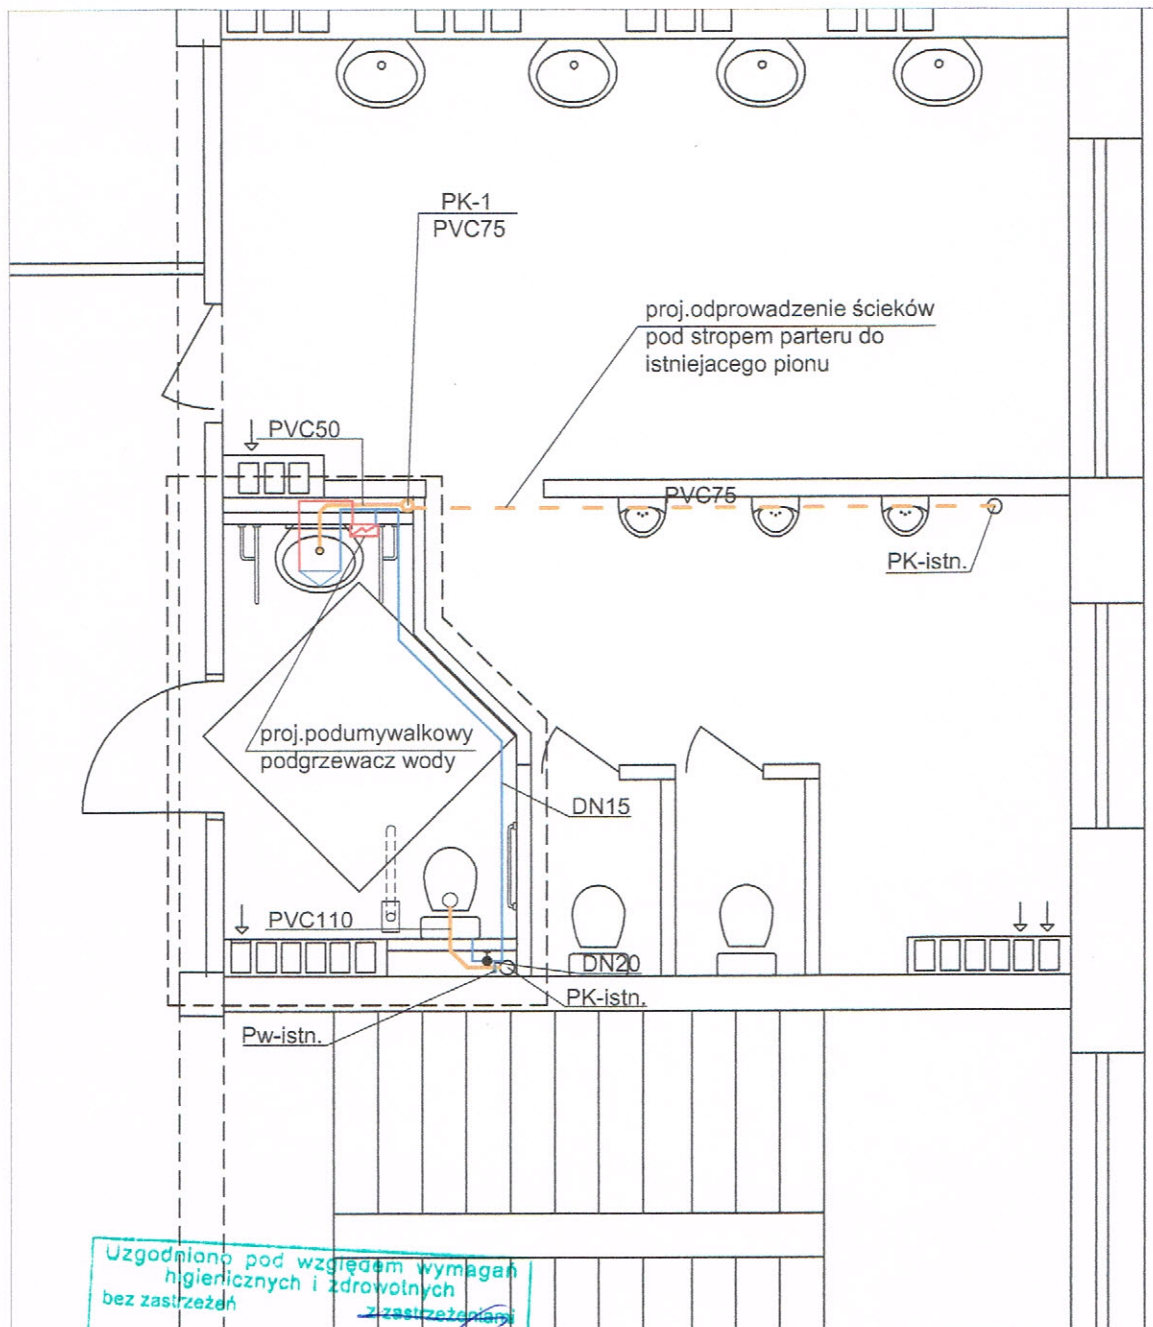 PK-1
PVC75
proj.odprowadzenie ścieków
pod stropem parteru do
istniejacego pionu
PVC50
PVC75
PK-istn.
proj.podumywalkowy
podgrzewacz wody
DN15
PVC110
DN20
PK-istn.
Pw-istn.
Uzgodniono pod względem wymagań
higienicznych i zdrowotnych
bez zastrzeżeń
z zastrzeżeniami